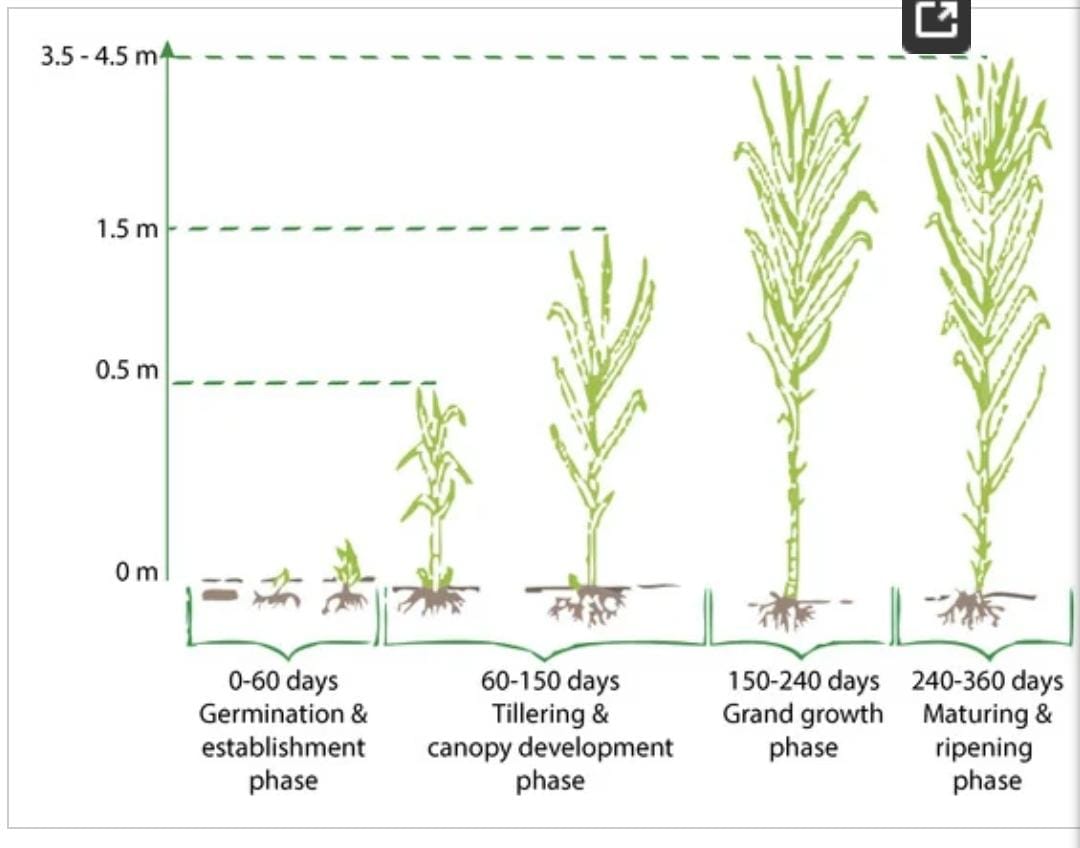 3.5 - 4.5 m
1.5 m
0.5 m
0 m
0-60 days
Germination &
establishment
phase
60-150 days
Tillering &
canopy development
phase
150-240 days
Grand growth
phase
240-360 days
Maturing &
ripening
phase